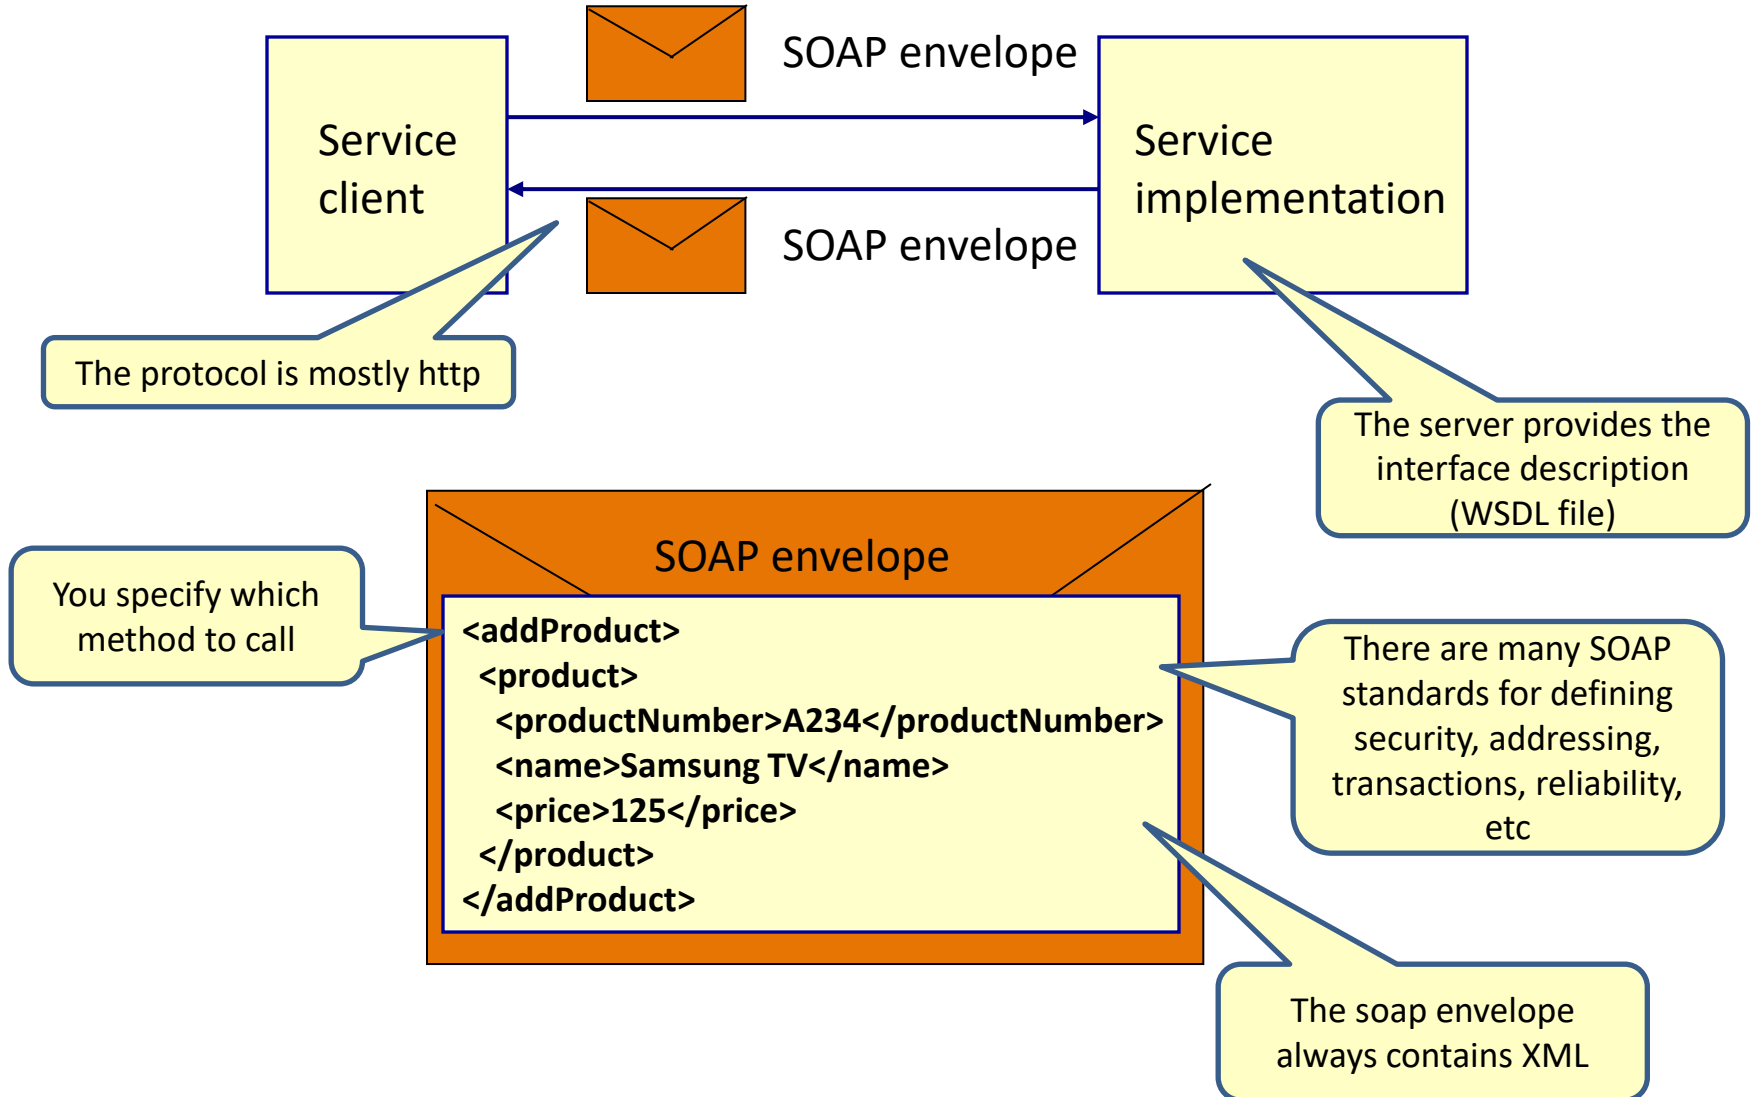 SOAP envelope
Service
client
Service
implementation
SOAP envelope
The protocol is mostly http
The server provides the
interface description
(WSDL file)
SOAP envelope
You specify which
method to call
<addProduct>
<product>
<productNumber>A234</productNumber>
<name>Samsung TV</name>
<price>125</price>
</product>
</addProduct>
There are many SOAP
standards for defining
security, addressing,
transactions, reliability,
etc
The soap envelope
always contains XML